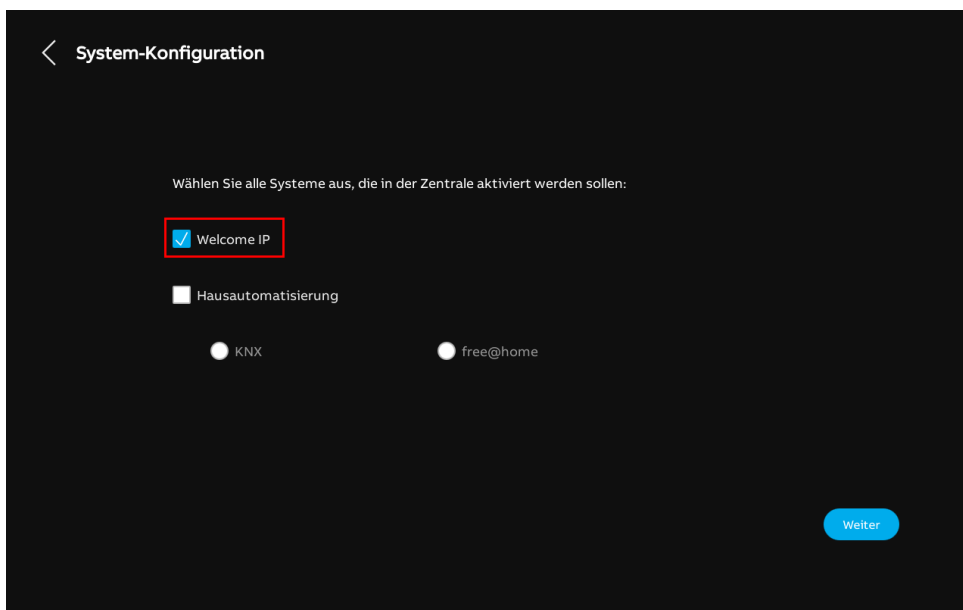 System-Konfiguration
Wählen Sie alle Systeme aus, die in der Zentrale aktiviert werden sollen:
Welcome IP
Hausautomatisierung
KNX free@home
Weiter